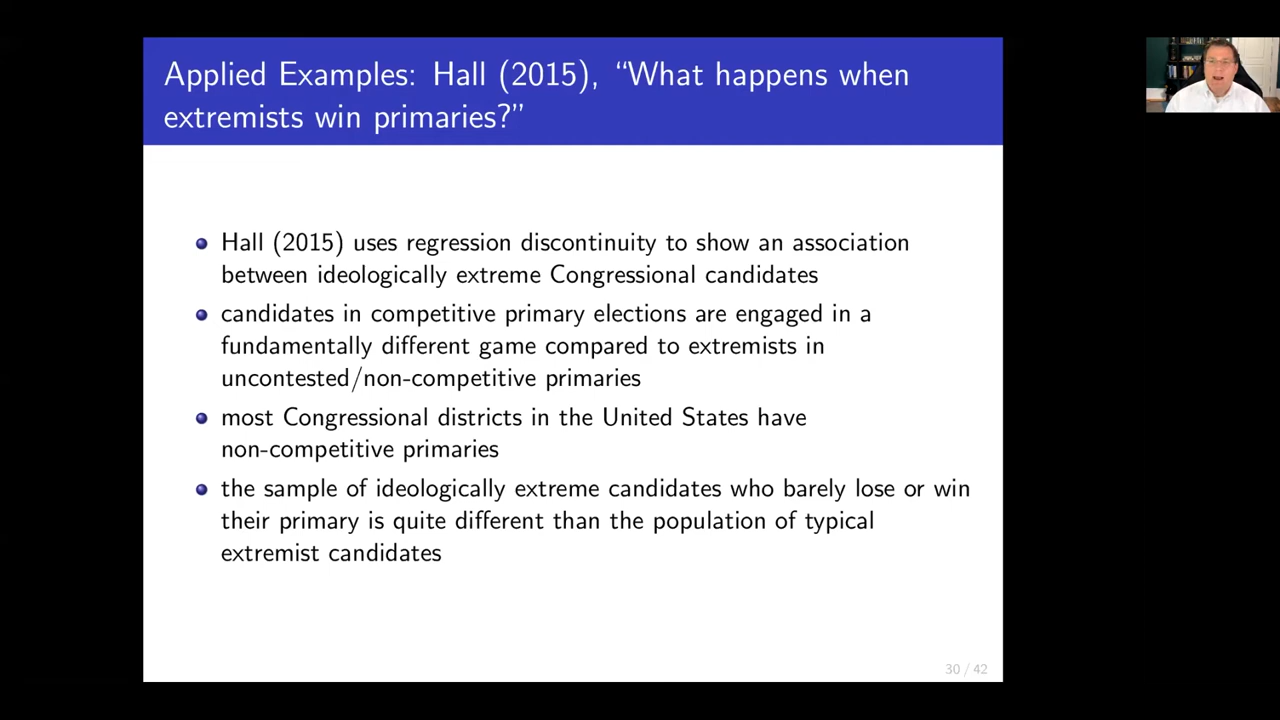 Applied Examples: Hall (2015), “What happens when
extremists win primaries?”
Hall (2015) uses regression discontinuity to show an association
between ideologically extreme Congressional candidates
candidates in competitive primary elections are engaged in a
fundamentally different game compared to extremists in
uncontested/non-competitive primaries
most Congressional districts in the United States have
non-competitive primaries
the sample of ideologically extreme candidates who barely lose or win
their primary is quite different than the population of typical
extremist candidates
30 / 42